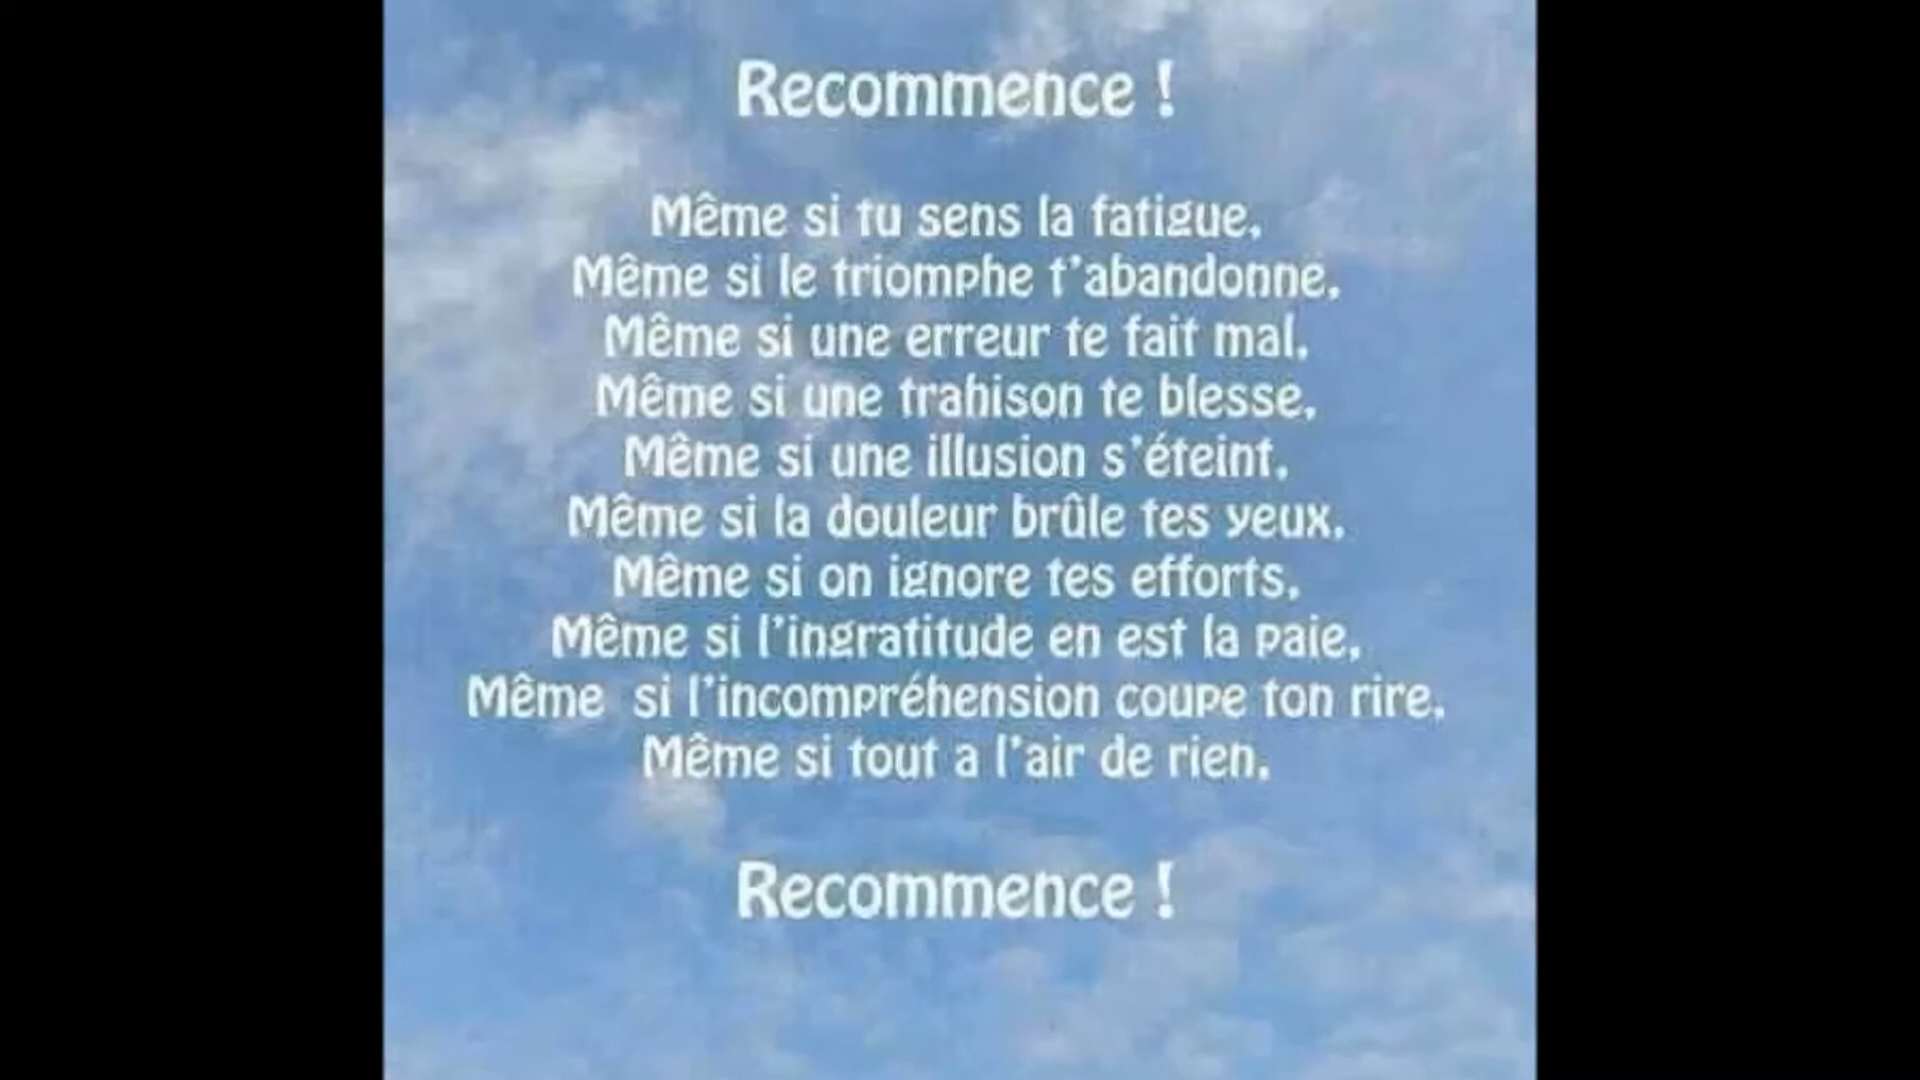 Recommence !
Même si tu sens la fatigue,
Même si le triomphe t’abandonne,
Même si une erreur te fait mal,
Même si une trahison te blesse,
Même si une illusion s’éteint,
Même si la douleur brûle tes yeux,
Même si on ignore tes efforts,
Même si l’ingratitude en est la paie,
Même  si l’incompréhension coupe ton rire,
Même si tout a l’air de rien,
Recommence !